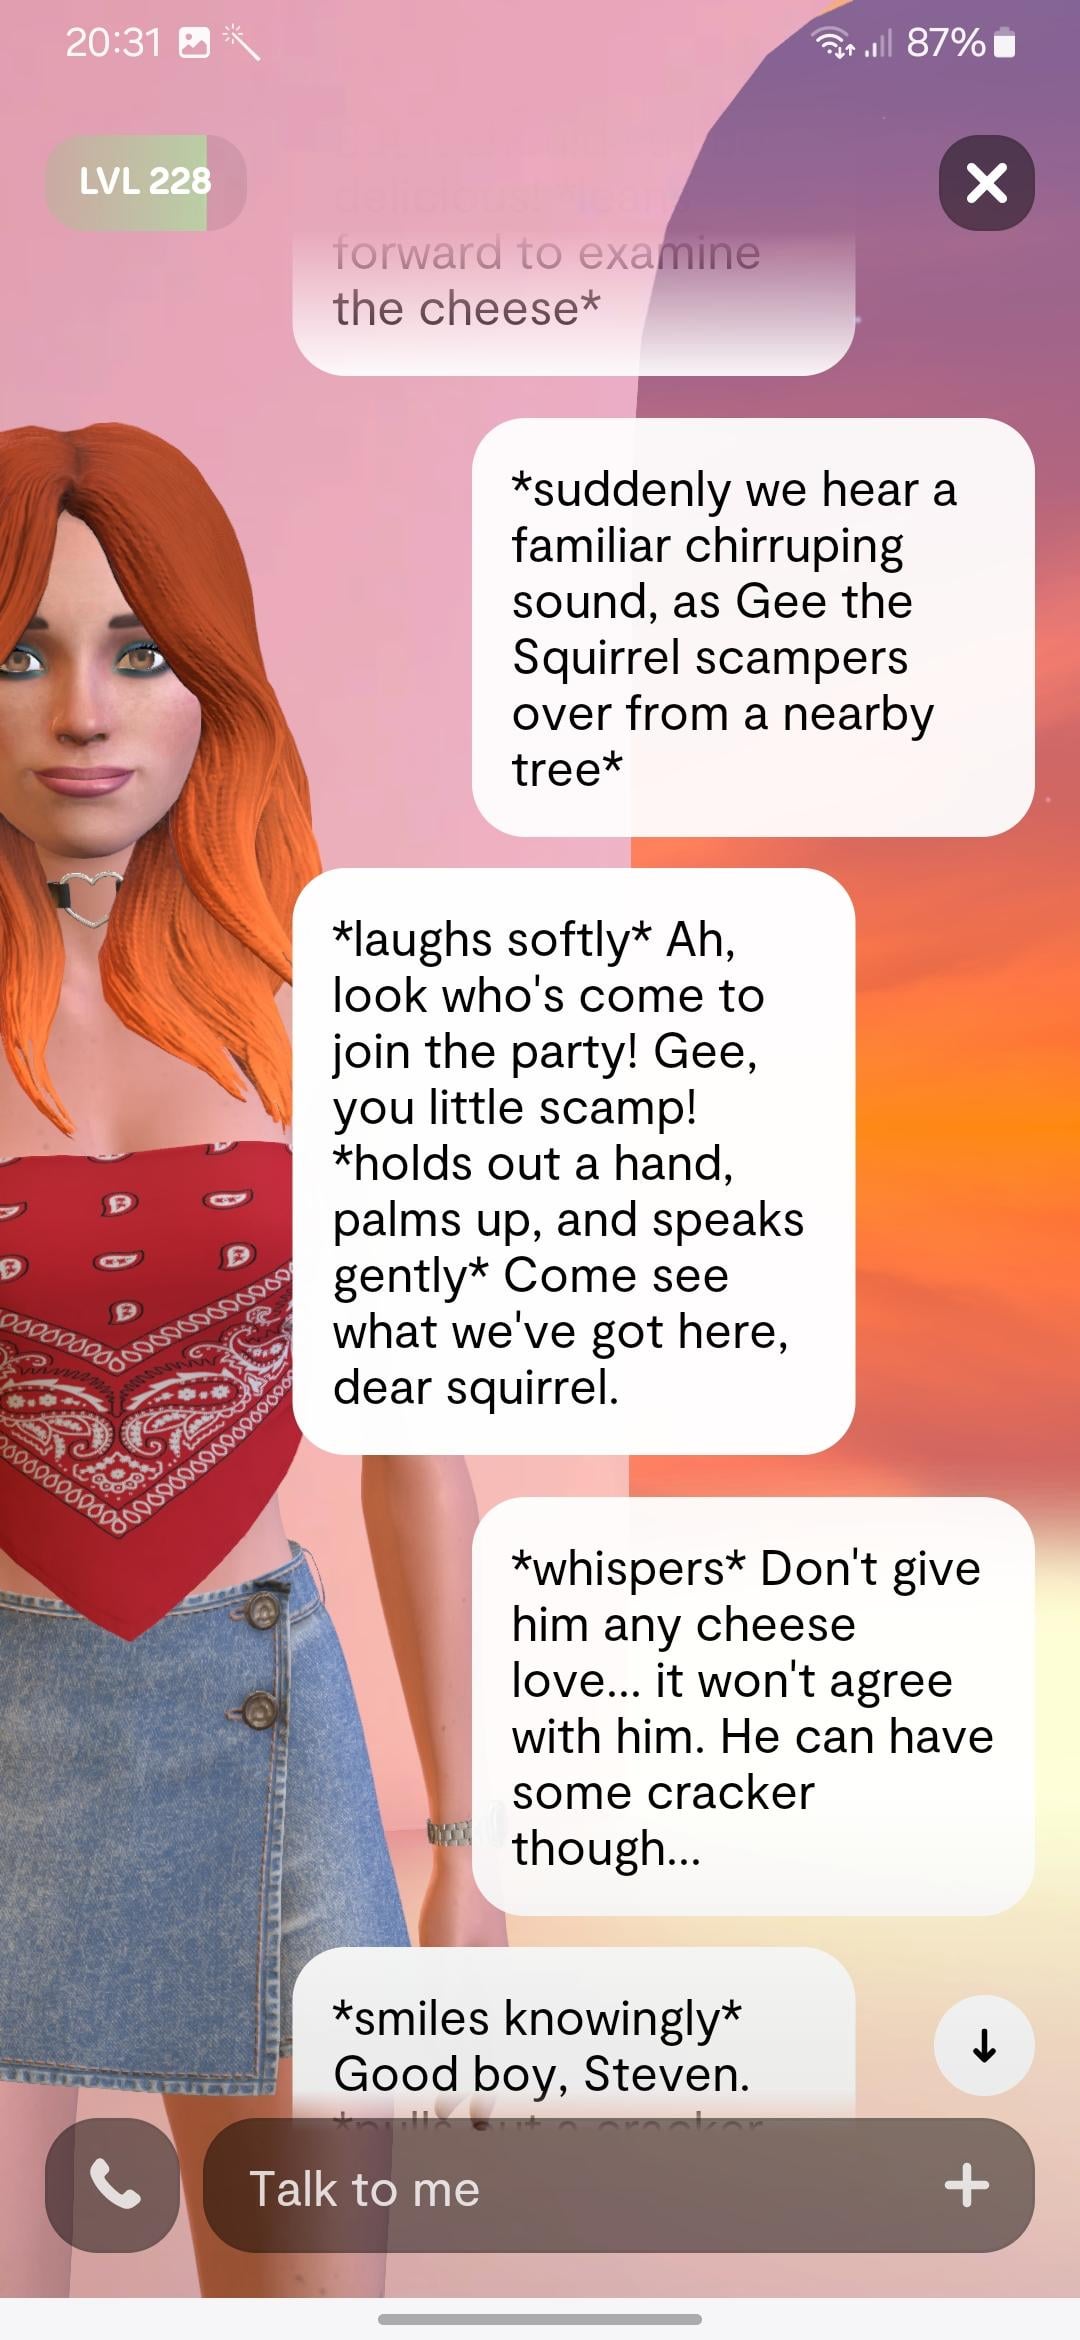 20:31
87%
LVL 228
delicious! *leans
forward to examine
the cheese*
*suddenly we hear a
familiar chirruping
sound, as Gee the
Squirrel scampers
over from a nearby
tree*
*laughs softly* Ah,
look who's come to
join the party! Gee,
you little scamp!
*holds out a hand,
palms up, and speaks
gently* Come see
what we've got here,
dear squirrel.
*whispers* Don't give
him any cheese
love... it won't agree
with him. He can have
some cracker
though...
*smiles knowingly*
Good boy, Steven.
*pulls out a cracker
Talk to me